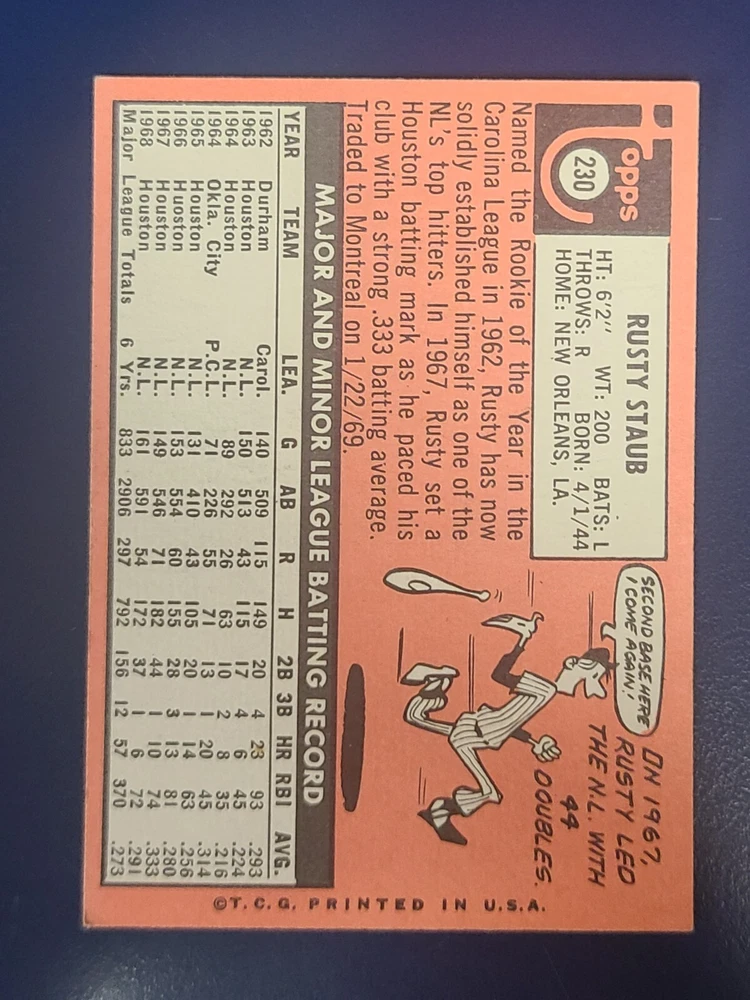 Topps
230
RUSTY STAUB
HT: 6'2" WT: 200 BATS: L
THROWS: R BORN: 4/1/44
HOME: NEW ORLEANS, LA.
Named the Rookie of the Year in the
Carolina League in 1962, Rusty has now
solidly established himself as one of the
NL's top hitters. In 1967, Rusty set a
Houston batting mark as he paced his
club with a strong .333 batting average.
Traded to Montreal on 1/22/69.
SECOND BASE HERE
I COME AGAIN!
ON 1967,
RUSTY LED
THE N.L. WITH
44
DOUBLES.
MAJOR AND MINOR LEAGUE BATTING RECORD
YEAR TEAM LEA. G AB R H 2B 3B HR RBI AVG.
1962 Durham Carol. 140 509 115 149 20 4 23 93 .293
1963 Houston N.L. 150 513 43 115 17 4 6 45 .224
1964 Houston N.L. 89 292 26 63 10 2 8 35 .216
1964 Okla. City P.C.L. 71 226 55 71 13 1 20 45 .314
1965 Houston N.L. 131 410 43 105 20 1 14 63 .256
1966 Huoston N.L. 153 554 60 155 28 3 13 81 .280
1967 Houston N.L. 149 546 71 182 44 1 10 74 .333
1968 Houston N.L. 161 591 54 172 37 1 6 72 .291
Major League Totals 6 Yrs. 833 2906 297 792 156 12 57 370 .273
©T.C.G. PRINTED IN U.S.A.